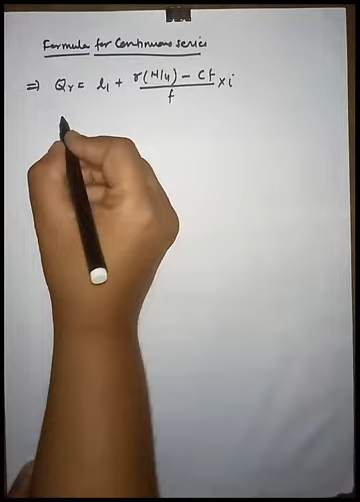 Formula for Continuous series
⇒ Qr = l₁ + r(N/4) - Cf / f × i